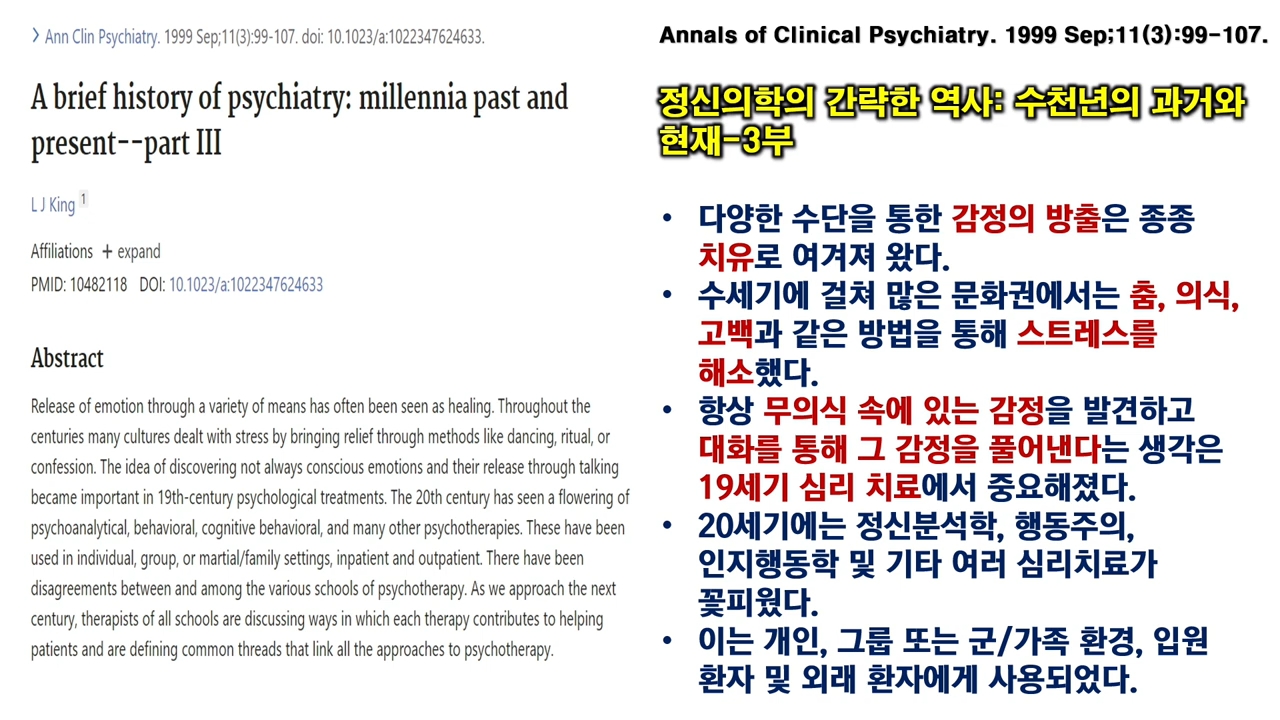 > Ann Clin Psychiatry. 1999 Sep;11(3):99-107. doi: 10.1023/a:1022347624633.
A brief history of psychiatry: millennia past and
present--part III
L J King 1
Affiliations + expand
PMID: 10482118 DOI: 10.1023/a:1022347624633
Abstract
Release of emotion through a variety of means has often been seen as healing. Throughout the
centuries many cultures dealt with stress by bringing relief through methods like dancing, ritual, or
confession. The idea of discovering not always conscious emotions and their release through talking
became important in 19th-century psychological treatments. The 20th century has seen a flowering of
psychoanalytical, behavioral, cognitive behavioral, and many other psychotherapies. These have been
used in individual, group, or martial/family settings, inpatient and outpatient. There have been
disagreements between and among the various schools of psychotherapy. As we approach the next
century, therapists of all schools are discussing ways in which each therapy contributes to helping
patients and are defining common threads that link all the approaches to psychotherapy.
Annals of Clinical Psychiatry. 1999 Sep;11(3):99-107.
정신의학의 간략한 역사: 수천년의 과거와
현재-3부
• 다양한 수단을 통한 감정의 방출은 종종
치유로 여겨져 왔다.
• 수세기에 걸쳐 많은 문화권에서는 춤, 의식,
고백과 같은 방법을 통해 스트레스를
해소했다.
• 항상 무의식 속에 있는 감정을 발견하고
대화를 통해 그 감정을 풀어낸다는 생각은
19세기 심리 치료에서 중요해졌다.
• 20세기에는 정신분석학, 행동주의,
인지행동학 및 기타 여러 심리치료가
꽃피웠다.
• 이는 개인, 그룹 또는 군/가족 환경, 입원
환자 및 외래 환자에게 사용되었다.